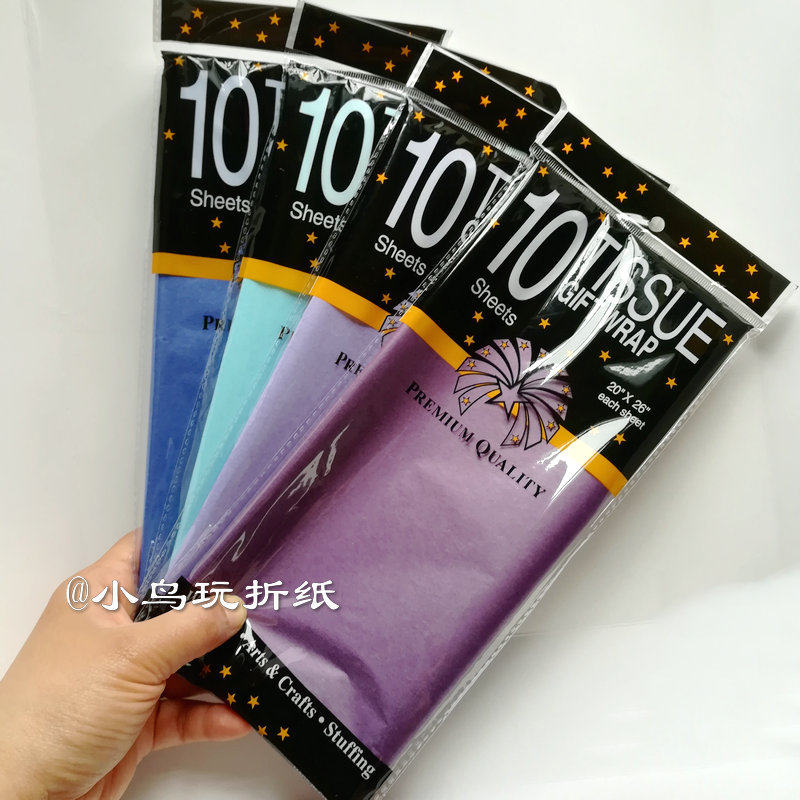 10
Sheets
10
Sheets
10
Sheets
10
Sheets
TISSUE
GIFT WRAP
20" X 26"
each sheet
PREMIUM QUALITY
@小鸟玩折纸
Arts & Crafts • Stuffing